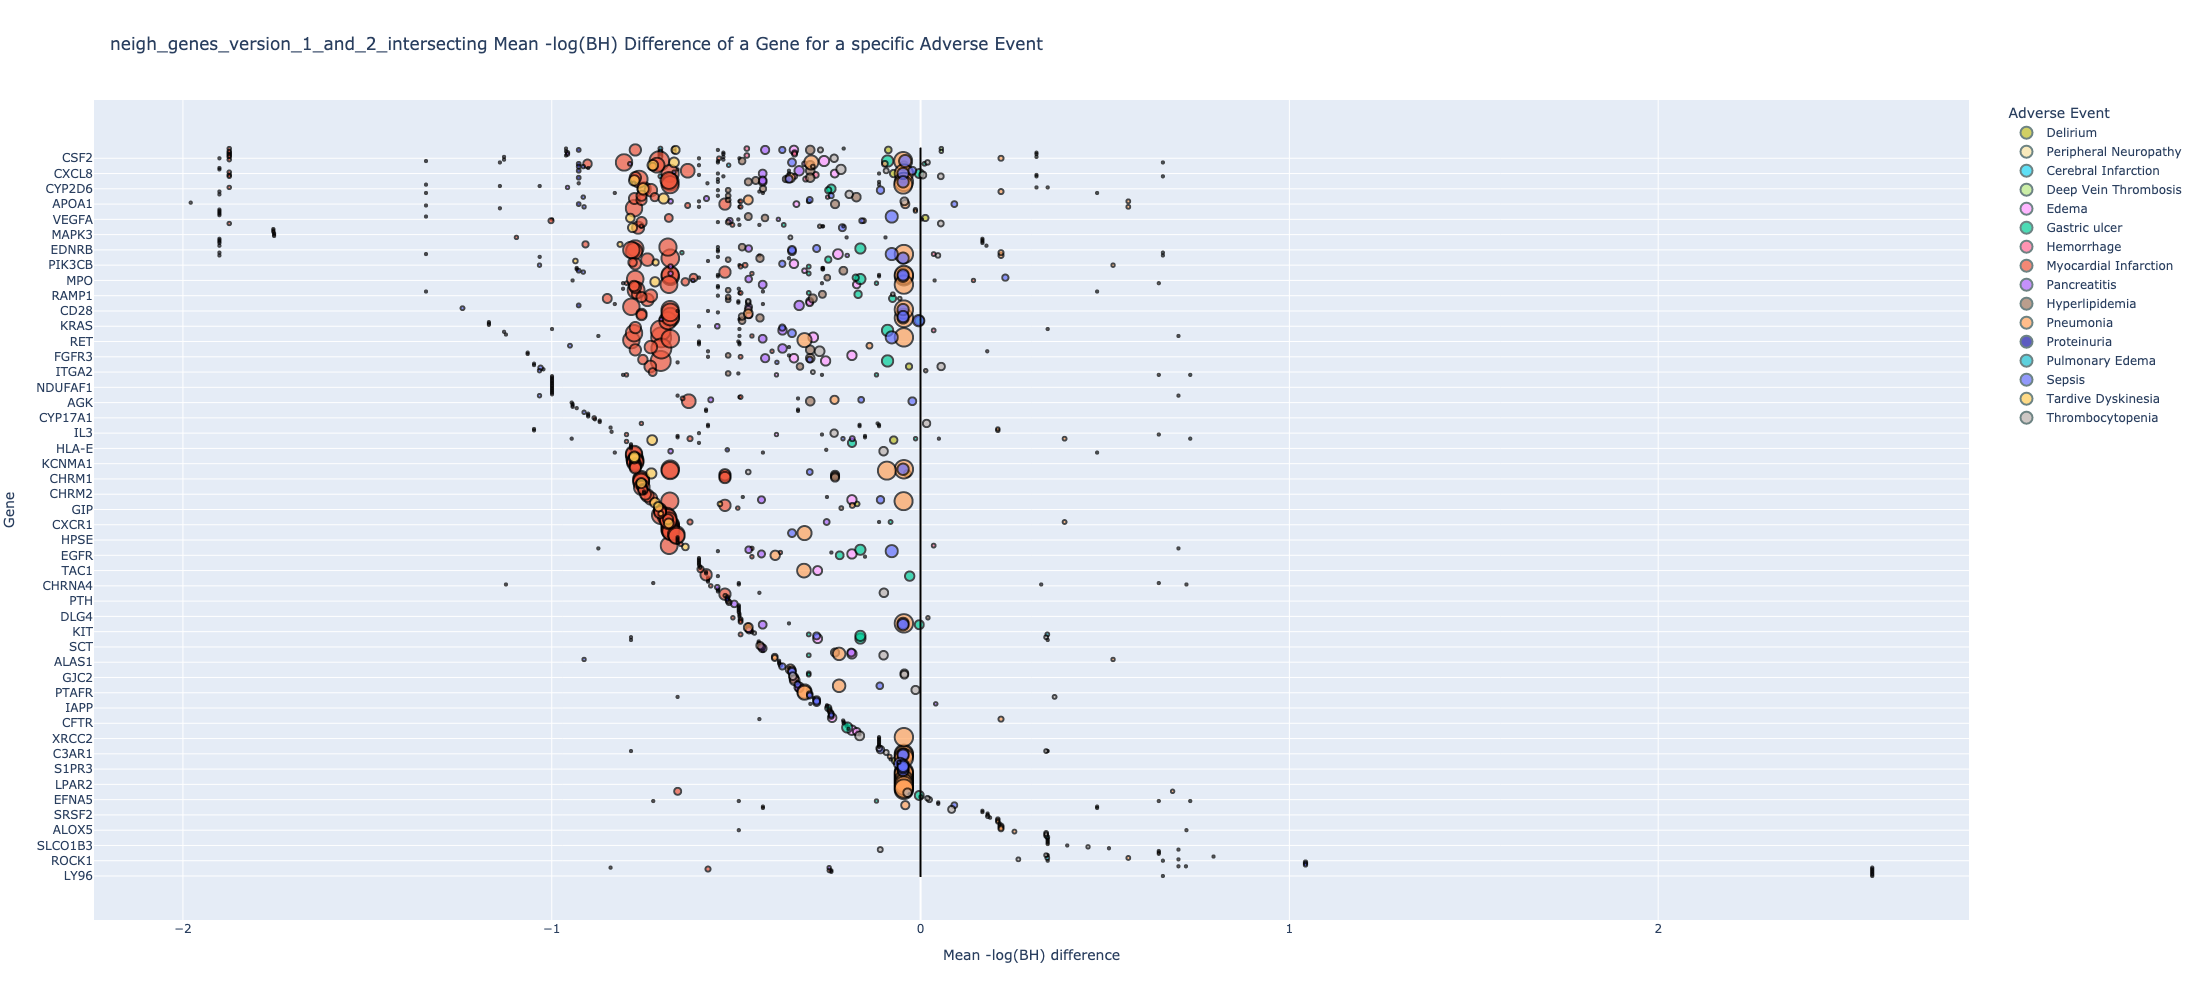 neigh_genes_version_1_and_2_intersecting Mean -log(BH) Difference of a Gene for a specific Adverse Event
Gene
CSF2
CXCL8
CYP2D6
APOA1
VEGFA
MAPK3
EDNRB
PIK3CB
MPO
RAMP1
CD28
KRAS
RET
FGFR3
ITGA2
NDUFAF1
AGK
CYP17A1
IL3
HLA-E
KCNMA1
CHRM1
CHRM2
GIP
CXCR1
HPSE
EGFR
TAC1
CHRNA4
PTH
DLG4
KIT
SCT
ALAS1
GJC2
PTAFR
IAPP
CFTR
XRCC2
C3AR1
S1PR3
LPAR2
EFNA5
SRSF2
ALOX5
SLCO1B3
ROCK1
LY96
−2 −1 0 1 2
Mean -log(BH) difference
Adverse Event
Delirium
Peripheral Neuropathy
Cerebral Infarction
Deep Vein Thrombosis
Edema
Gastric ulcer
Hemorrhage
Myocardial Infarction
Pancreatitis
Hyperlipidemia
Pneumonia
Proteinuria
Pulmonary Edema
Sepsis
Tardive Dyskinesia
Thrombocytopenia